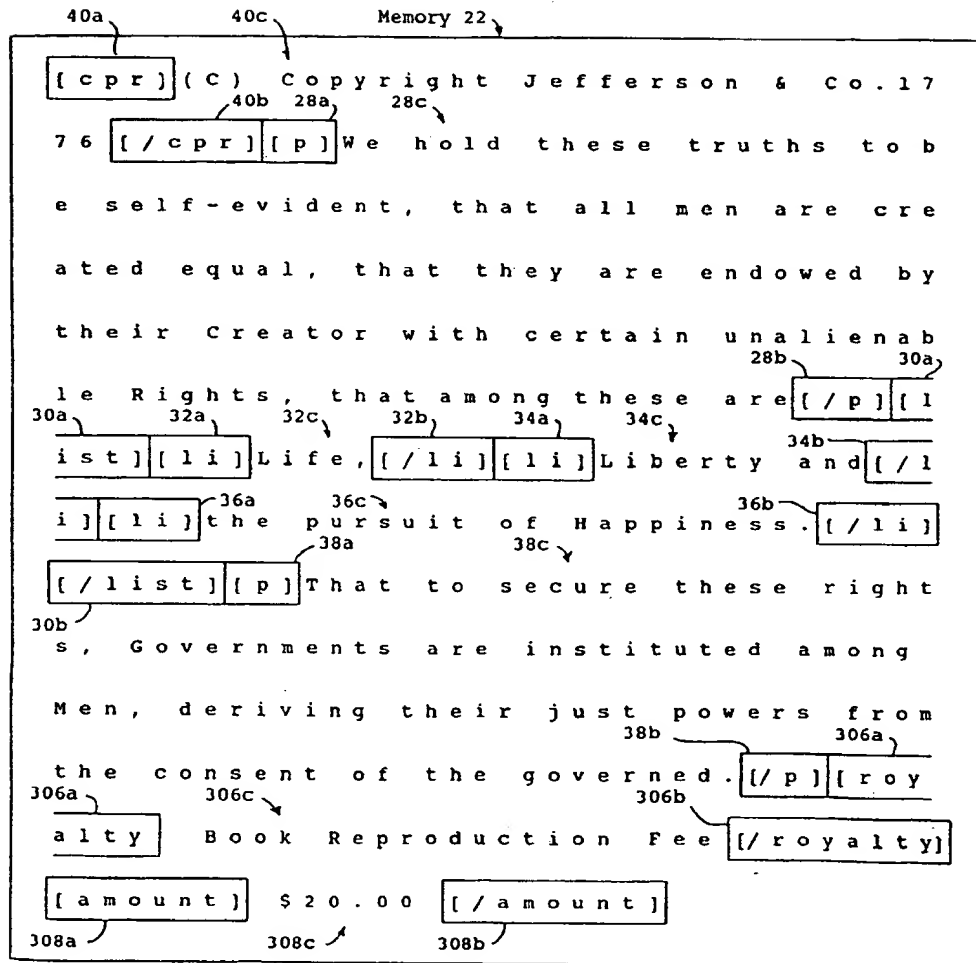 40a 40c Memory 22
[cpr](C) Copyright Jefferson & Co.17
40b 28a 28c
76 [/cpr][p]We hold these truths to b
e self-evident, that all men are cre
ated equal, that they are endowed by
their Creator with certain unalienab
28b 30a
le Rights, that among these are[/p][l
30a 32a 32c 32b 34a 34c 34b
ist][li]Life,[/li][li]Liberty and[/l
36a 36c 36b
i][li]the pursuit of Happiness.[/li]
38a 38c
[/list][p]That to secure these right
30b
s, Governments are instituted among
Men, deriving their just powers from
38b 306a
the consent of the governed.[/p][roy
306a 306c 306b
alty Book Reproduction Fee[/royalty]
[amount] $20.00 [/amount]
308a 308c 308b